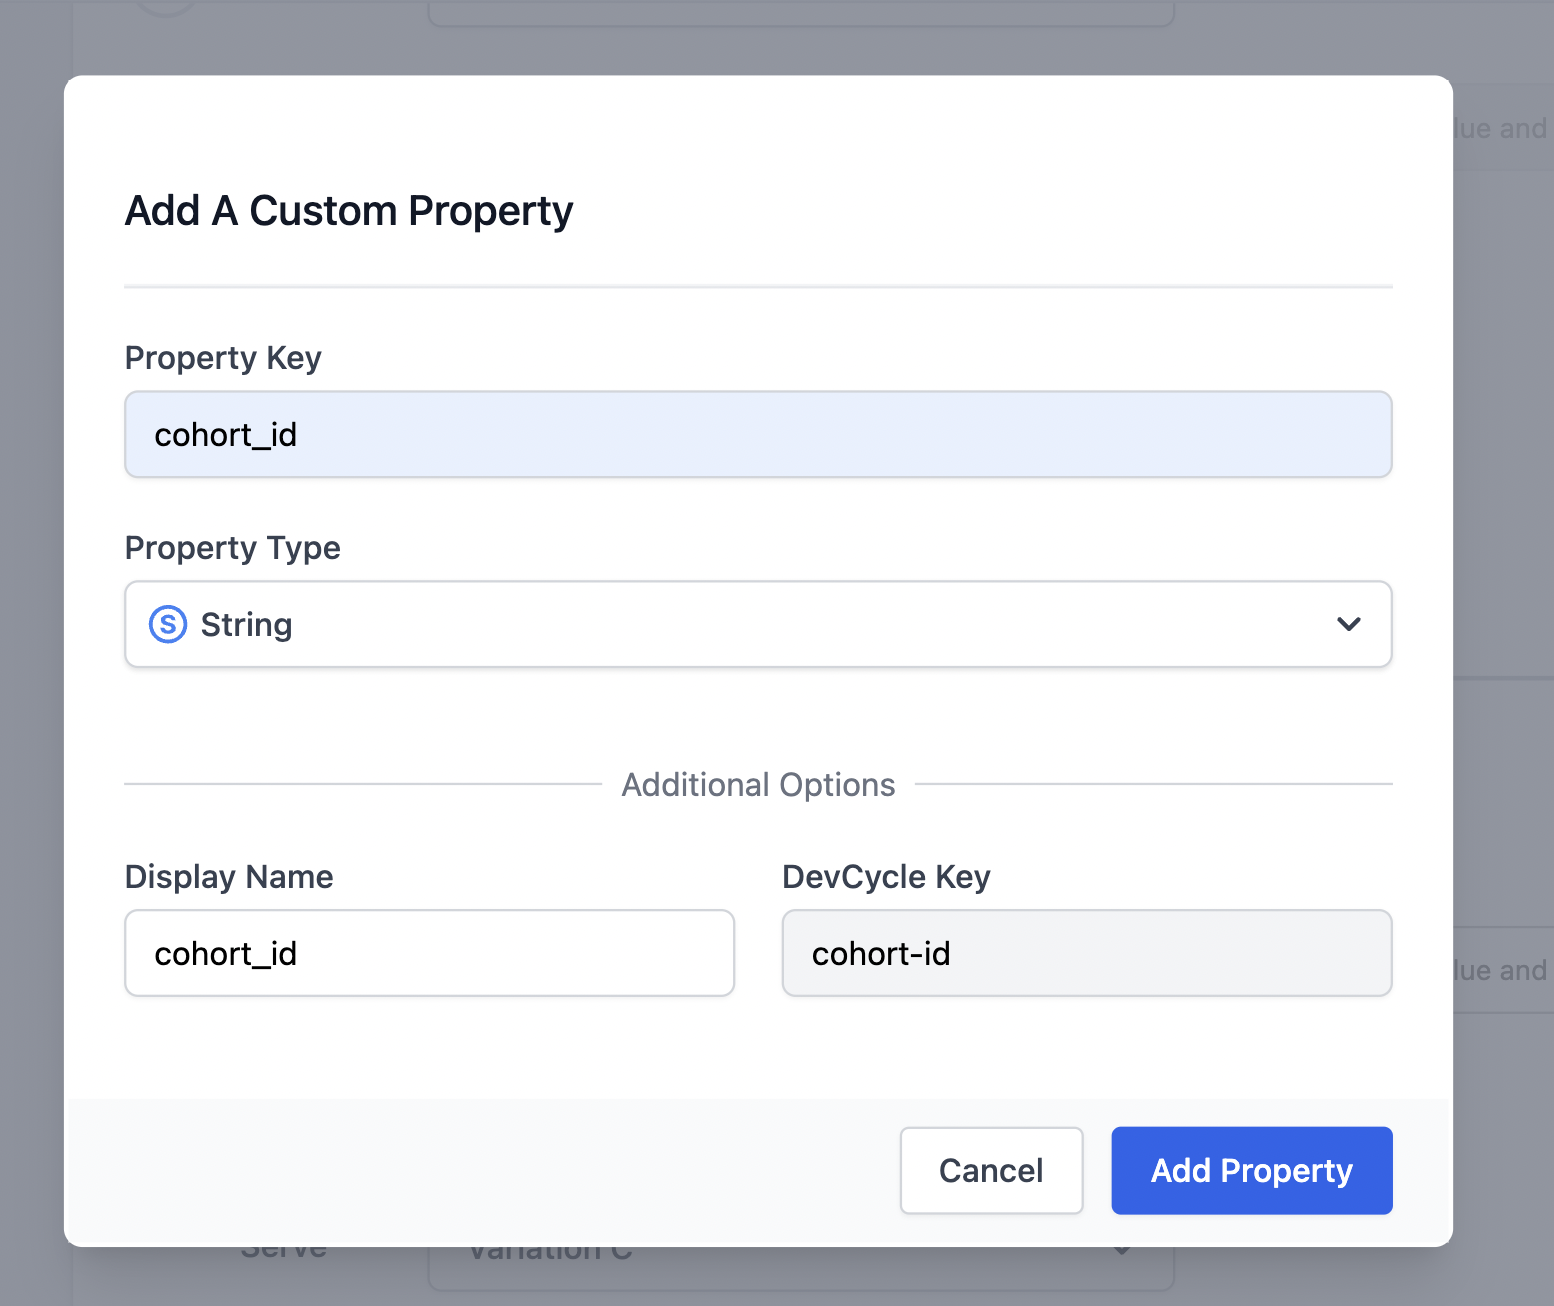 lue and
Add A Custom Property
Property Key
cohort_id
Property Type
S String
Additional Options
Display Name
DevCycle Key
cohort_id
cohort-id
lue and
Cancel
Add Property
Serve
Variation C